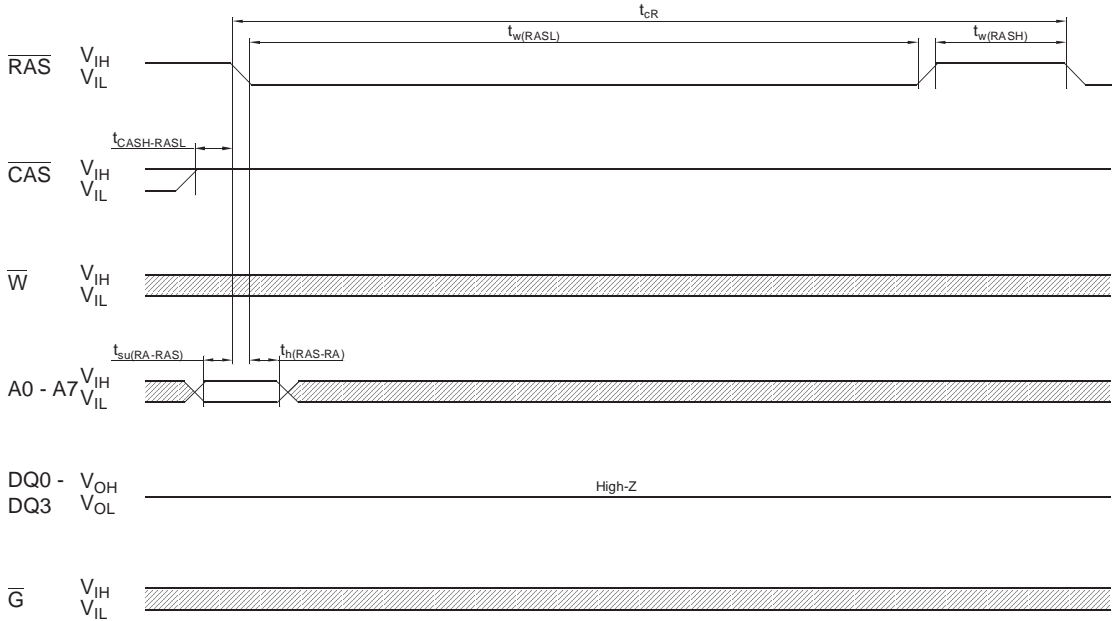 tcR
tw(RASL) tw(RASH)
RAS VIH
VIL
tCASH-RASL
CAS VIH
VIL
W VIH
VIL
tsu(RA-RAS) th(RAS-RA)
A0 - A7 VIH
VIL
DQ0 - VOH
High-Z
DQ3 VOL
G VIH
VIL